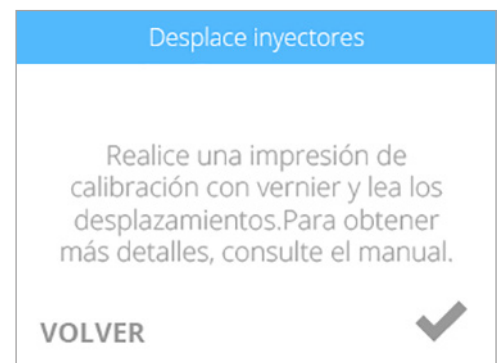 Desplace inyectores
Realice una impresión de
calibración con vernier y lea los
desplazamientos.Para obtener
más detalles, consulte el manual.
VOLVER